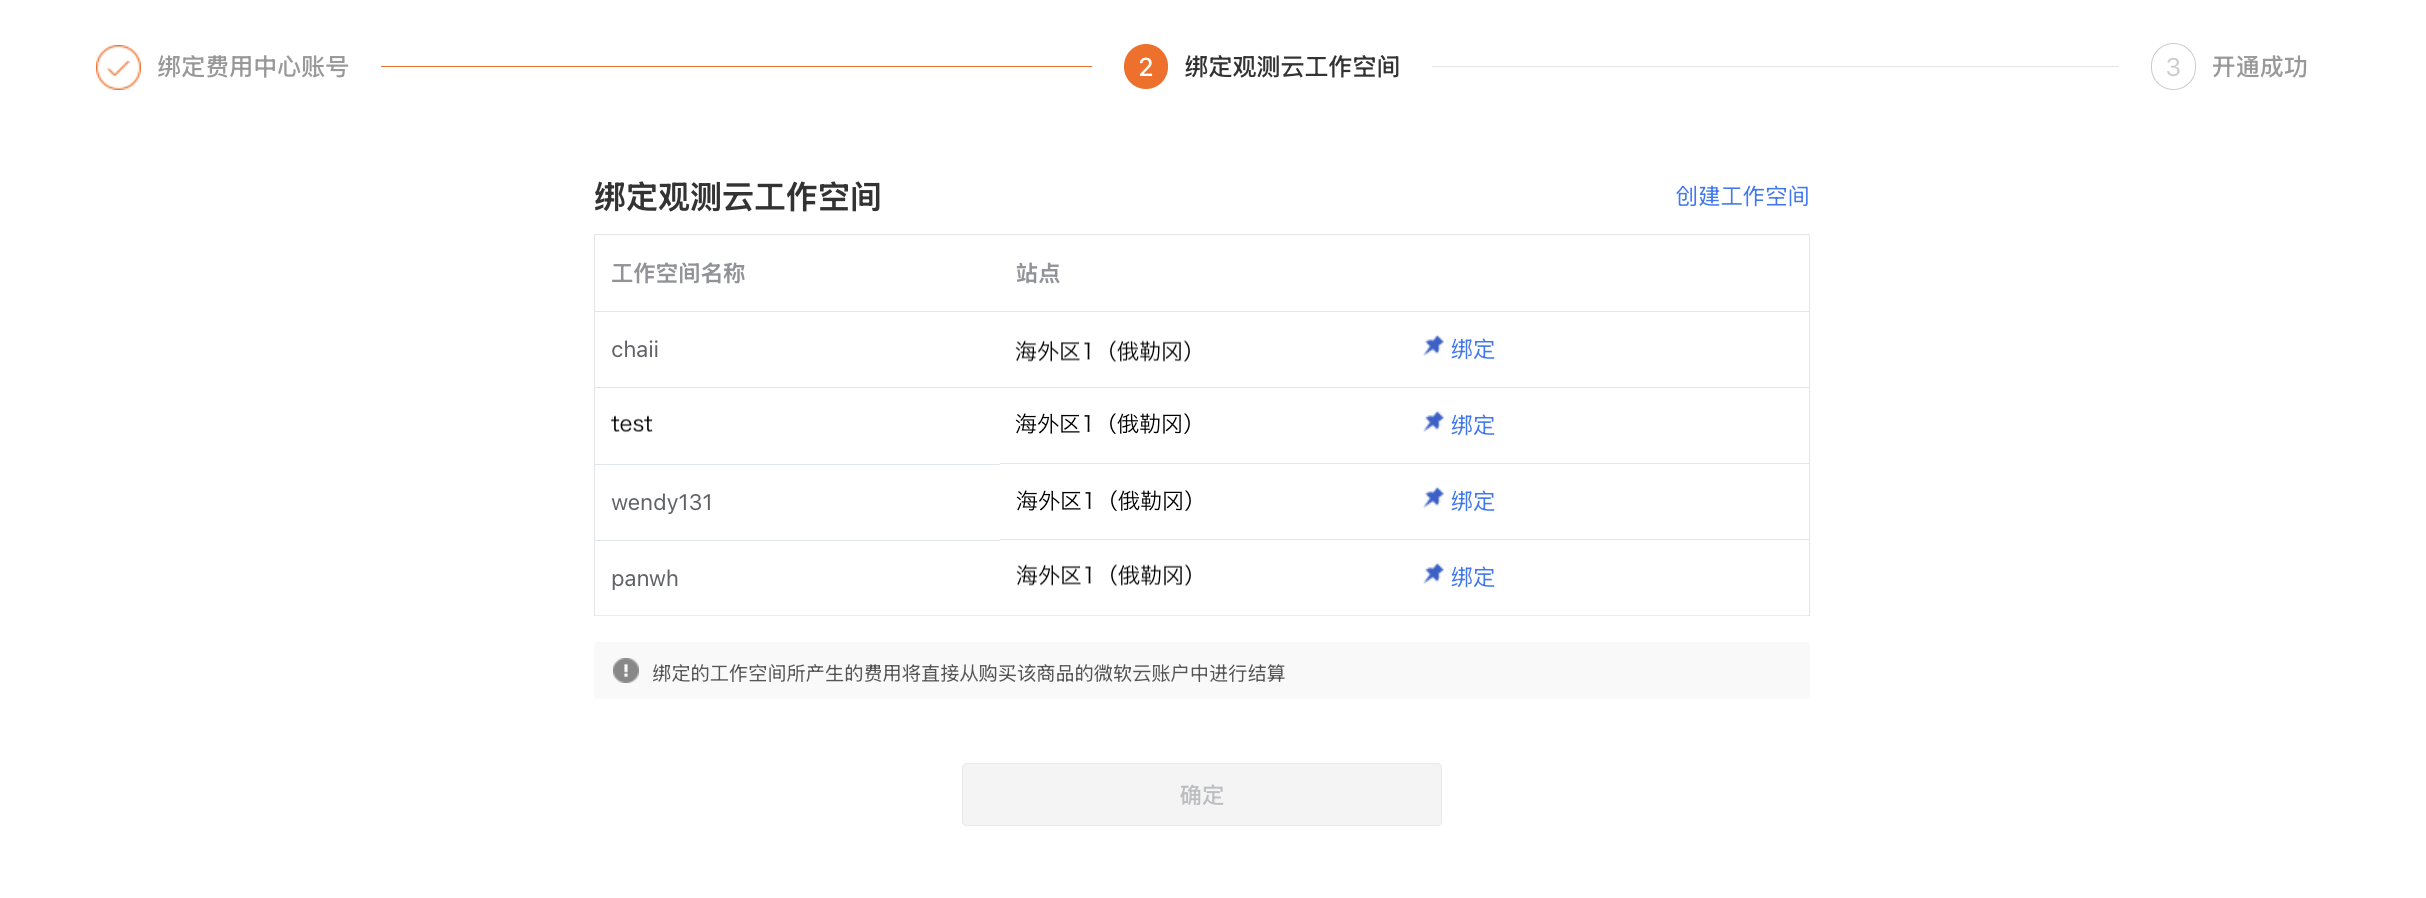 绑定费用中心账号
2 绑定观测云工作空间
3 开通成功
绑定观测云工作空间 创建工作空间
工作空间名称 站点
chaii 海外区1（俄勒冈） 绑定
test 海外区1（俄勒冈） 绑定
wendy131 海外区1（俄勒冈） 绑定
panwh 海外区1（俄勒冈） 绑定
绑定的工作空间所产生的费用将直接从购买该商品的微软云账户中进行结算
确定